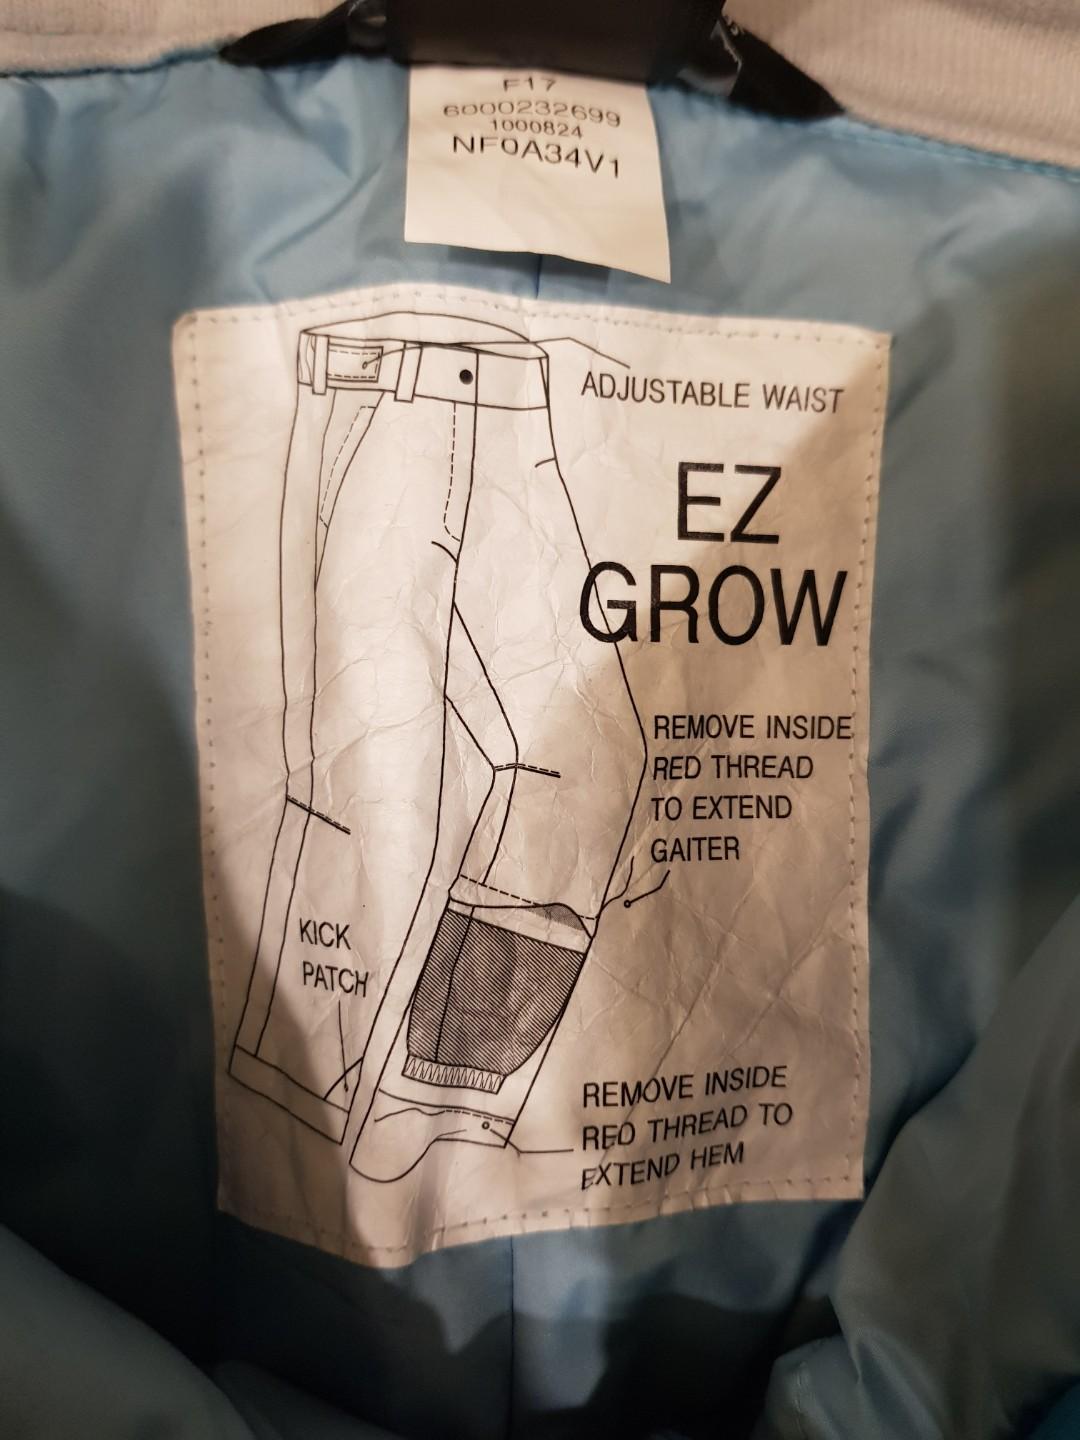 F17
6000232699
1000824
NF0A34V1
ADJUSTABLE WAIST
EZ
GROW
REMOVE INSIDE
RED THREAD
TO EXTEND
GAITER
KICK
PATCH
REMOVE INSIDE
RED THREAD TO
EXTEND HEM